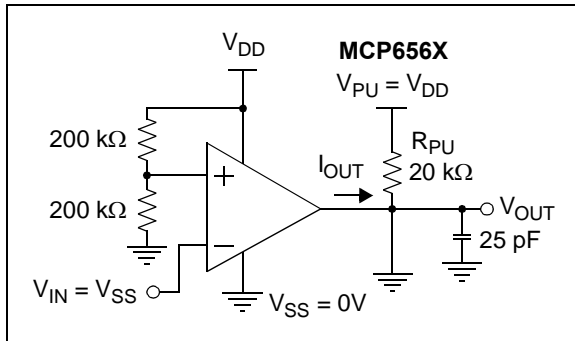 V_DD
MCP656X
V_PU = V_DD
200 kΩ
R_PU
20 kΩ
I_OUT
+
200 kΩ
V_OUT
−
25 pF
V_IN = V_SS
V_SS = 0V